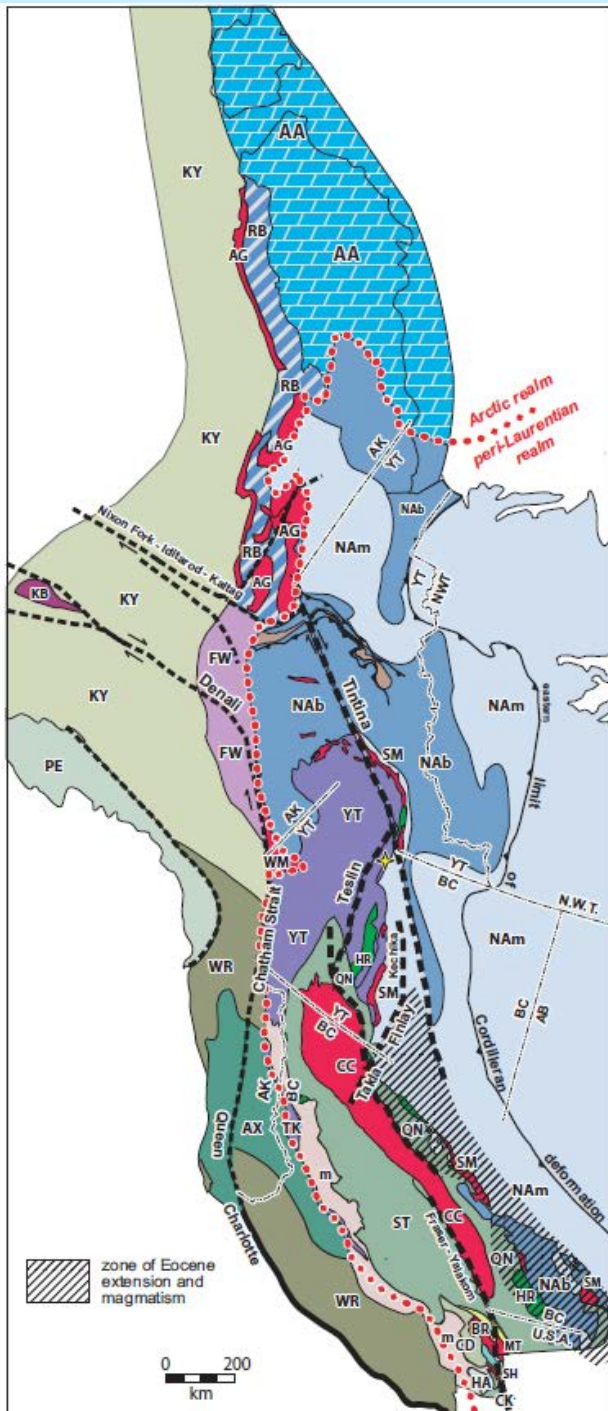 AA
KY
RB
AG
AA
RB
Arctic realm
peri-Laurentian
realm
KY
AG
AK
YT
NAb
AG
NAm
YT
NWT
Nixon Fork - Iditarod - Kaltag
RB
AG
KB
KY
FW
Denali
NAb
Tintina
NAm
eastern
KY
FW
SM
NAb
limit
PE
AK
YT
YT
WM
Teslin
YT
BC
of
N.W.T.
Chatham Strait
YT
HR
Kechika
NAm
WR
QN
SM
YT
BC
Finlay
BC
AB
CC
Takla
Cordilleran
AK
BC
Queen
AX
TK
QN
SM
deformation
m
NAm
ST
CC
Charlotte
Fraser - Yalakom
QN
NAb
SM
zone of Eocene
extension and
magmatism
WR
HR
BC
U.S.A.
m
BR
CD
MT
0 200
km
SH
HA
CK